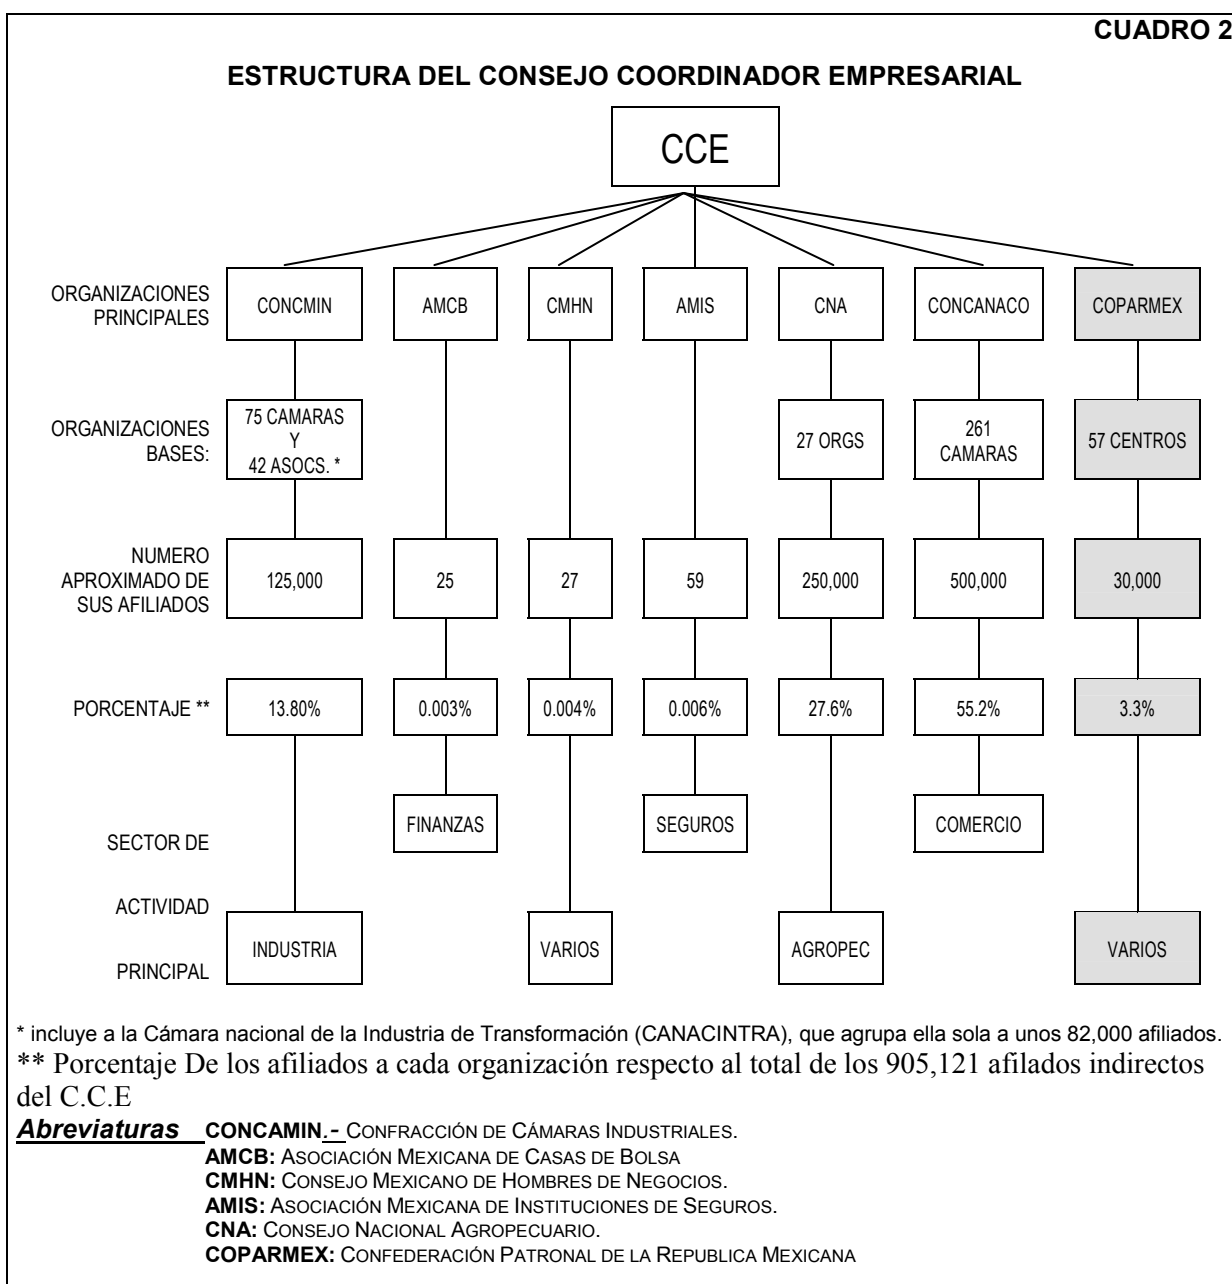 CUADRO 2
ESTRUCTURA DEL CONSEJO COORDINADOR EMPRESARIAL
CCE
ORGANIZACIONES
PRINCIPALES
CONCMIN
AMCB
CMHN
AMIS
CNA
CONCANACO
COPARMEX
ORGANIZACIONES
BASES:
75 CAMARAS
Y
42 ASOCS. *
27 ORGS
261
CAMARAS
57 CENTROS
NUMERO
APROXIMADO DE
SUS AFILIADOS
125,000
25
27
59
250,000
500,000
30,000
PORCENTAJE **
13.80%
0.003%
0.004%
0.006%
27.6%
55.2%
3.3%
SECTOR DE
ACTIVIDAD
PRINCIPAL
FINANZAS
SEGUROS
COMERCIO
INDUSTRIA
VARIOS
AGROPEC
VARIOS
* incluye a la Cámara nacional de la Industria de Transformación (CANACINTRA), que agrupa ella sola a unos 82,000 afiliados.
** Porcentaje De los afiliados a cada organización respecto al total de los 905,121 afilados indirectos
del C.C.E
Abreviaturas CONCAMIN.- CONFRACCIÓN DE CÁMARAS INDUSTRIALES.
AMCB: ASOCIACIÓN MEXICANA DE CASAS DE BOLSA
CMHN: CONSEJO MEXICANO DE HOMBRES DE NEGOCIOS.
AMIS: ASOCIACIÓN MEXICANA DE INSTITUCIONES DE SEGUROS.
CNA: CONSEJO NACIONAL AGROPECUARIO.
COPARMEX: CONFEDERACIÓN PATRONAL DE LA REPUBLICA MEXICANA